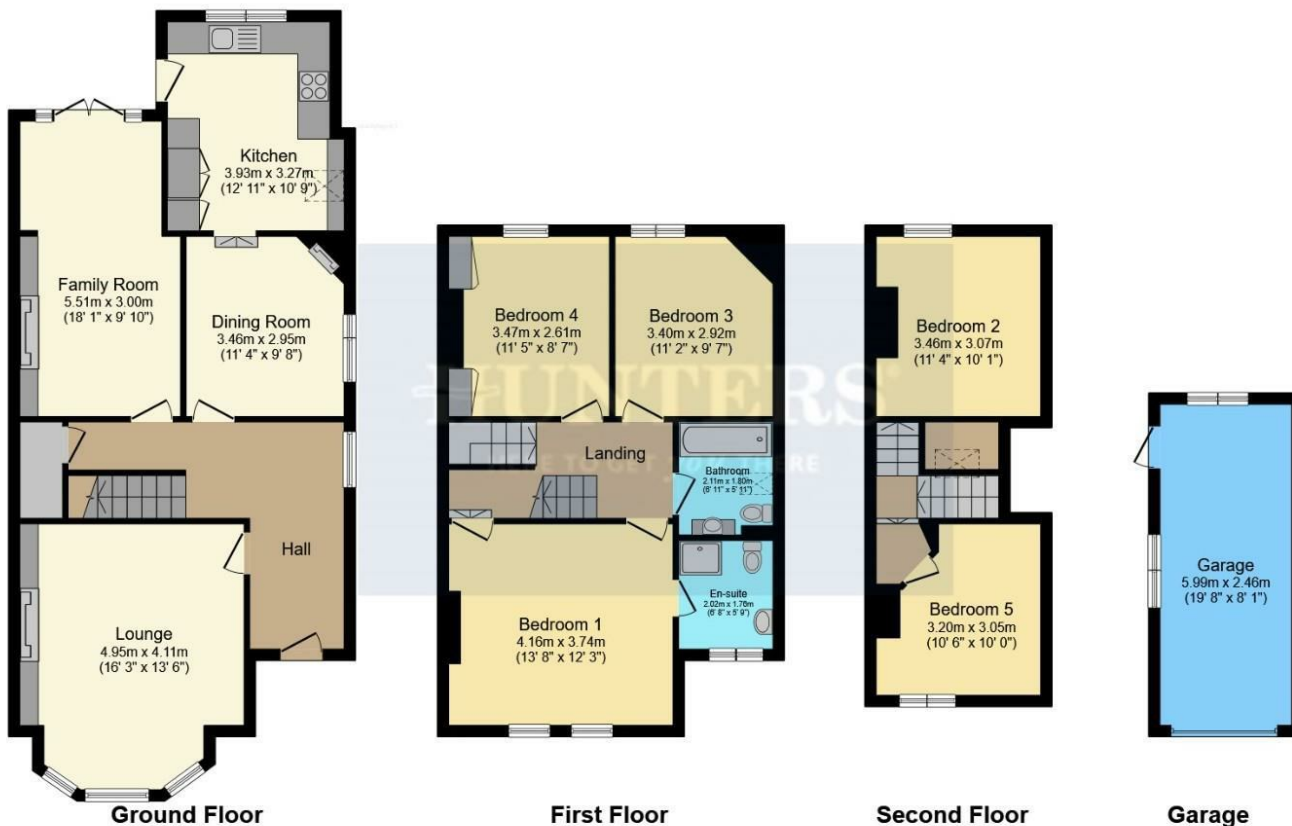 Kitchen
3.93m x 3.27m
(12' 11" x 10' 9")
Family Room
5.51m x 3.00m
(18' 1" x 9' 10")
Dining Room
3.46m x 2.95m
(11' 4" x 9' 8")
Hall
Lounge
4.95m x 4.11m
(16' 3" x 13' 6")
Ground Floor
Bedroom 4
3.47m x 2.61m
(11' 5" x 8' 7")
Bedroom 3
3.40m x 2.92m
(11' 2" x 9' 7")
HUNTERS
HERE TO GET YOU THERE
Landing
Bathroom
2.11m x 1.80m
(6' 11" x 5' 11")
En-suite
2.02m x 1.76m
(6' 8" x 5' 9")
Bedroom 1
4.16m x 3.74m
(13' 8" x 12' 3")
First Floor
Bedroom 2
3.46m x 3.07m
(11' 4" x 10' 1")
Bedroom 5
3.20m x 3.05m
(10' 6" x 10' 0")
Second Floor
Garage
5.99m x 2.46m
(19' 8" x 8' 1")
Garage